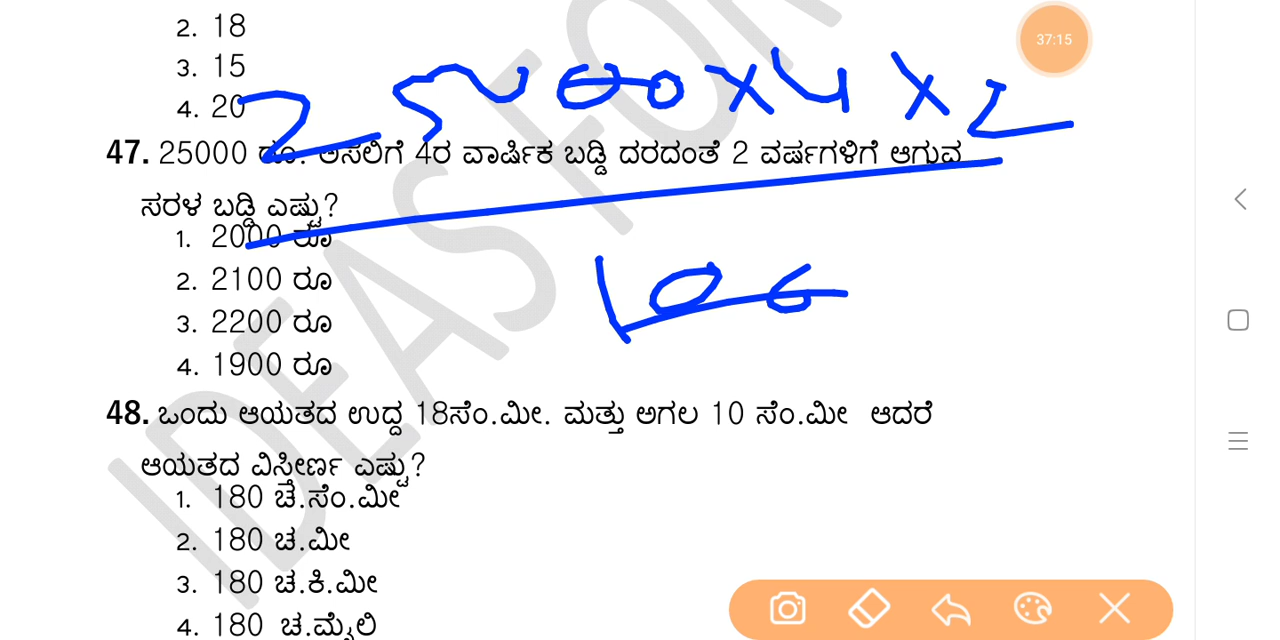 2. 18
37:15
3. 15
25000×4×2
4. 20
47. 25000 ರೂ. ಅಸಲಿಗೆ 4ರ ವಾರ್ಷಿಕ ಬಡ್ಡಿ ದರದಂತೆ 2 ವರ್ಷಗಳಿಗೆ ಆಗುವ
ಸರಳ ಬಡ್ಡಿ ಎಷ್ಟು?
1. 2000 ರೂ
2. 2100 ರೂ
100
3. 2200 ರೂ
4. 1900 ರೂ
48. ಒಂದು ಆಯತದ ಉದ್ದ 18ಸೆಂ.ಮೀ. ಮತ್ತು ಅಗಲ 10 ಸೆಂ.ಮೀ ಆದರೆ
ಆಯತದ ವಿಸ್ತೀರ್ಣ ಎಷ್ಟು?
1. 180 ಚ.ಸೆಂ.ಮೀ
2. 180 ಚ.ಮೀ
3. 180 ಚ.ಕಿ.ಮೀ
4. 180 ಚ.ಮೈಲಿ
IDEAS FOR